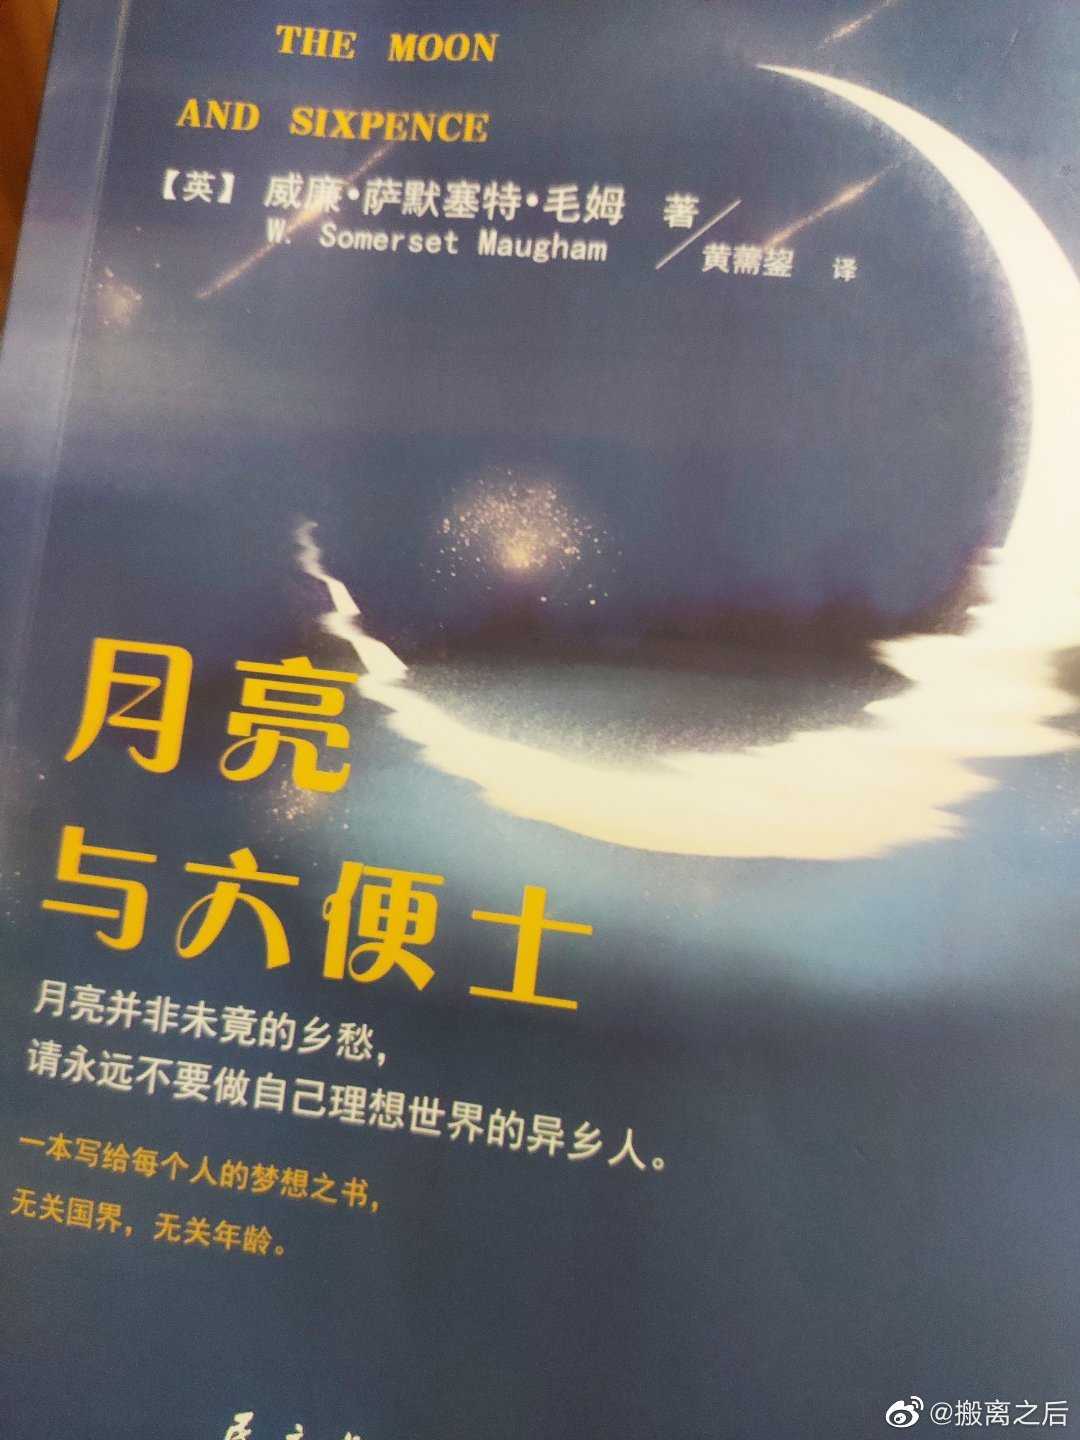 THE MOON
AND SIXPENCE
【英】 威廉·萨默塞特·毛姆 著
W. Somerset Maugham
黄薷鋆 译
月亮
与六便士
月亮并非未竟的乡愁，
请永远不要做自己理想世界的异乡人。
一本写给每个人的梦想之书，
无关国界，无关年龄。
@搬离之后